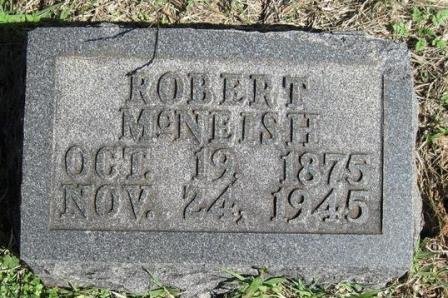 ROBERT
McNEISH
OCT. 19, 1875
NOV. 24, 1945